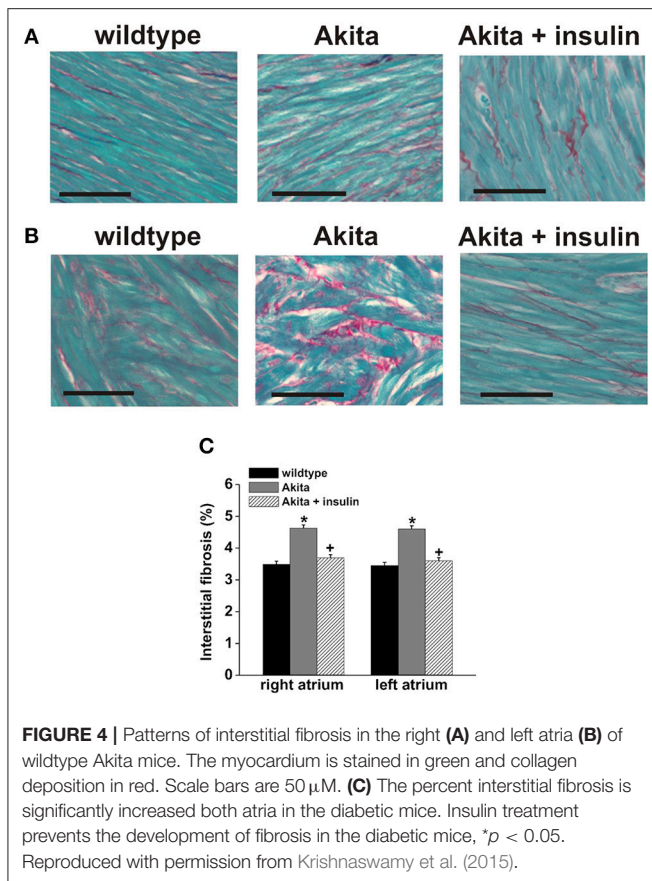 A wildtype Akita Akita + insulin
B wildtype Akita Akita + insulin
C
wildtype
Akita
Akita + insulin
6
5
4
3
2
1
0
Interstitial fibrosis (%)
* + * +
right atrium left atrium
FIGURE 4 | Patterns of interstitial fibrosis in the right (A) and left atria (B) of
wildtype Akita mice. The myocardium is stained in green and collagen
deposition in red. Scale bars are 50 μM. (C) The percent interstitial fibrosis is
significantly increased both atria in the diabetic mice. Insulin treatment
prevents the development of fibrosis in the diabetic mice, *p < 0.05.
Reproduced with permission from Krishnaswamy et al. (2015).